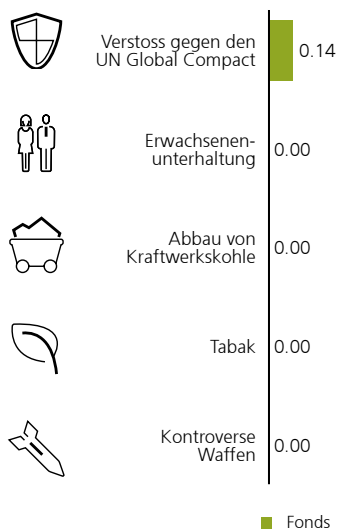 Verstoss gegen den
UN Global Compact
0.14
Erwachsenen-
unterhaltung
0.00
Abbau von
Kraftwerkskohle
0.00
Tabak
0.00
Kontroverse
Waffen
0.00
Fonds